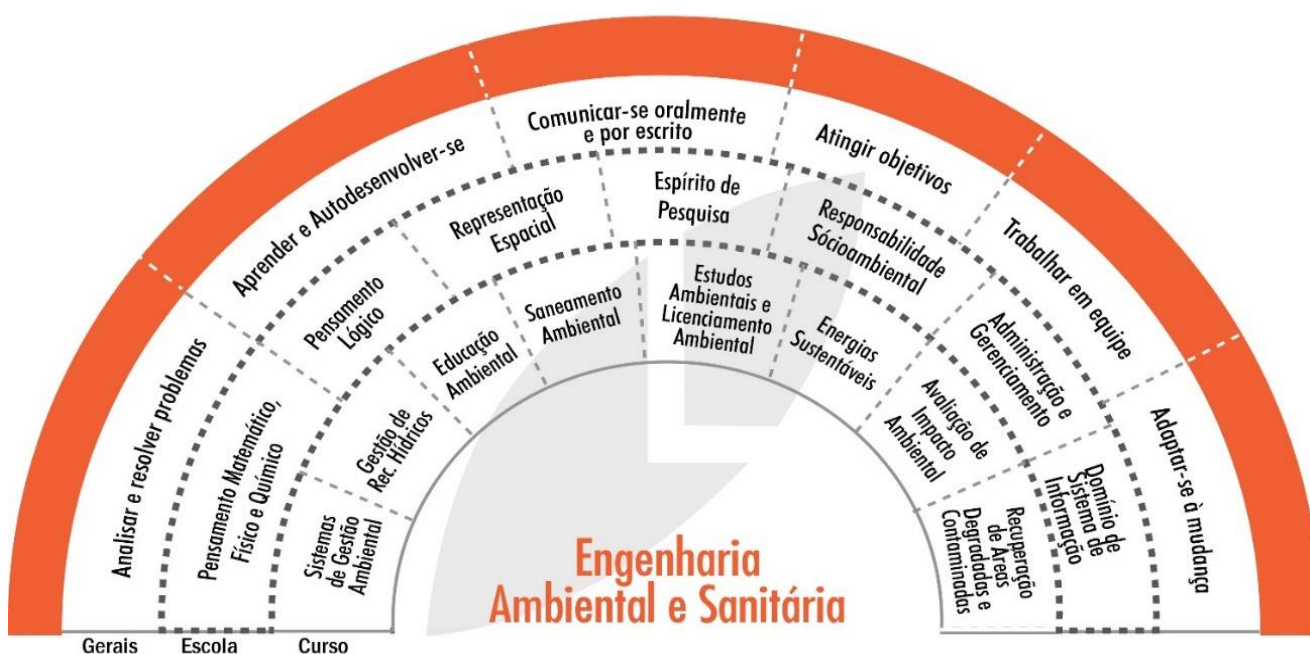 Analisar e resolver problemas
Aprender e Autodesenvolver-se
Comunicar-se oralmente
e por escrito
Atingir objetivos
Trabalhar em equipe
Adaptar-se à mudança
Pensamento Matemático,
Físico e Químico
Pensamento
Lógico
Representação
Espacial
Espírito de
Pesquisa
Responsabilidade
Sócioambiental
Administração e
Gerenciamento
Domínio de
Sistema de
Informação
Sistemas
de Gestão
Ambiental
Gestão de
Rec. Hídricos
Educação
Ambiental
Saneamento
Ambiental
Estudos
Ambientais e
Licenciamento
Ambiental
Energias
Sustentáveis
Avaliação de
Impacto
Ambiental
Recuperação
de Áreas
Degradadas e
Contaminadas
Engenharia
Ambiental e Sanitária
Gerais Escola Curso